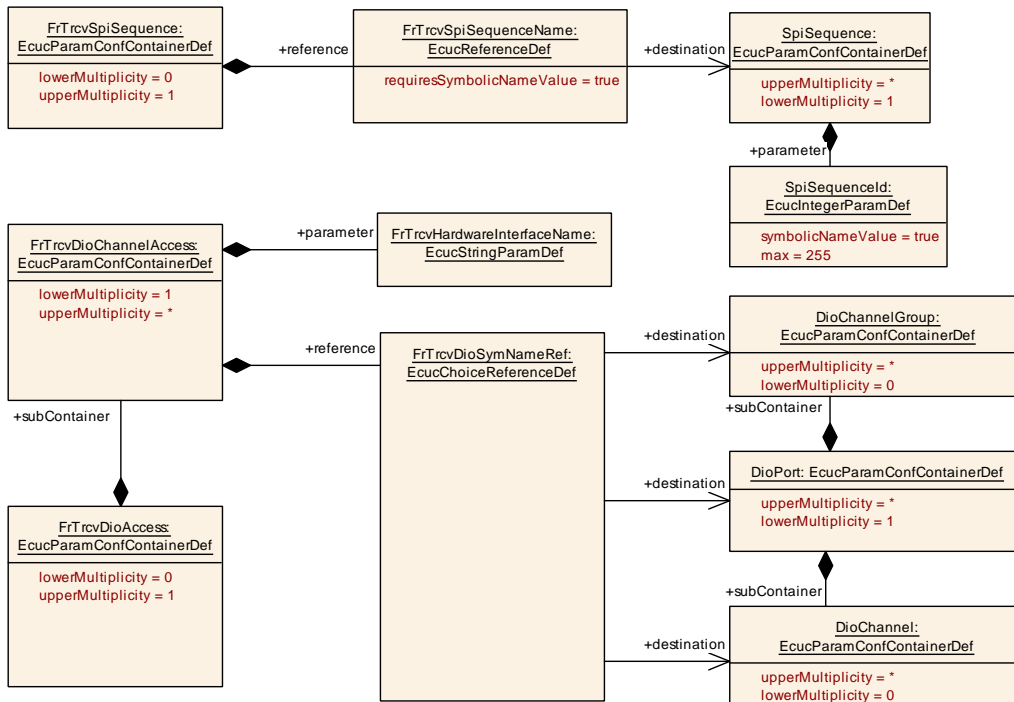 FrTrcvSpiSequence:
EcucParamConfContainerDef
lowerMultiplicity = 0
upperMultiplicity = 1
+reference
FrTrcvSpiSequenceName:
EcucReferenceDef
requiresSymbolicNameValue = true
+destination
SpiSequence:
EcucParamConfContainerDef
upperMultiplicity = *
lowerMultiplicity = 1
+parameter
SpiSequenceId:
EcucIntegerParamDef
symbolicNameValue = true
max = 255
FrTrcvDioChannelAccess:
EcucParamConfContainerDef
lowerMultiplicity = 1
upperMultiplicity = *
+parameter
FrTrcvHardwareInterfaceName:
EcucStringParamDef
+reference
FrTrcvDioSymNameRef:
EcucChoiceReferenceDef
+destination
DioChannelGroup:
EcucParamConfContainerDef
upperMultiplicity = *
lowerMultiplicity = 0
+subContainer
+subContainer
+destination
DioPort: EcucParamConfContainerDef
upperMultiplicity = *
lowerMultiplicity = 1
FrTrcvDioAccess:
EcucParamConfContainerDef
lowerMultiplicity = 0
upperMultiplicity = 1
+subContainer
+destination
DioChannel:
EcucParamConfContainerDef
upperMultiplicity = *
lowerMultiplicity = 0